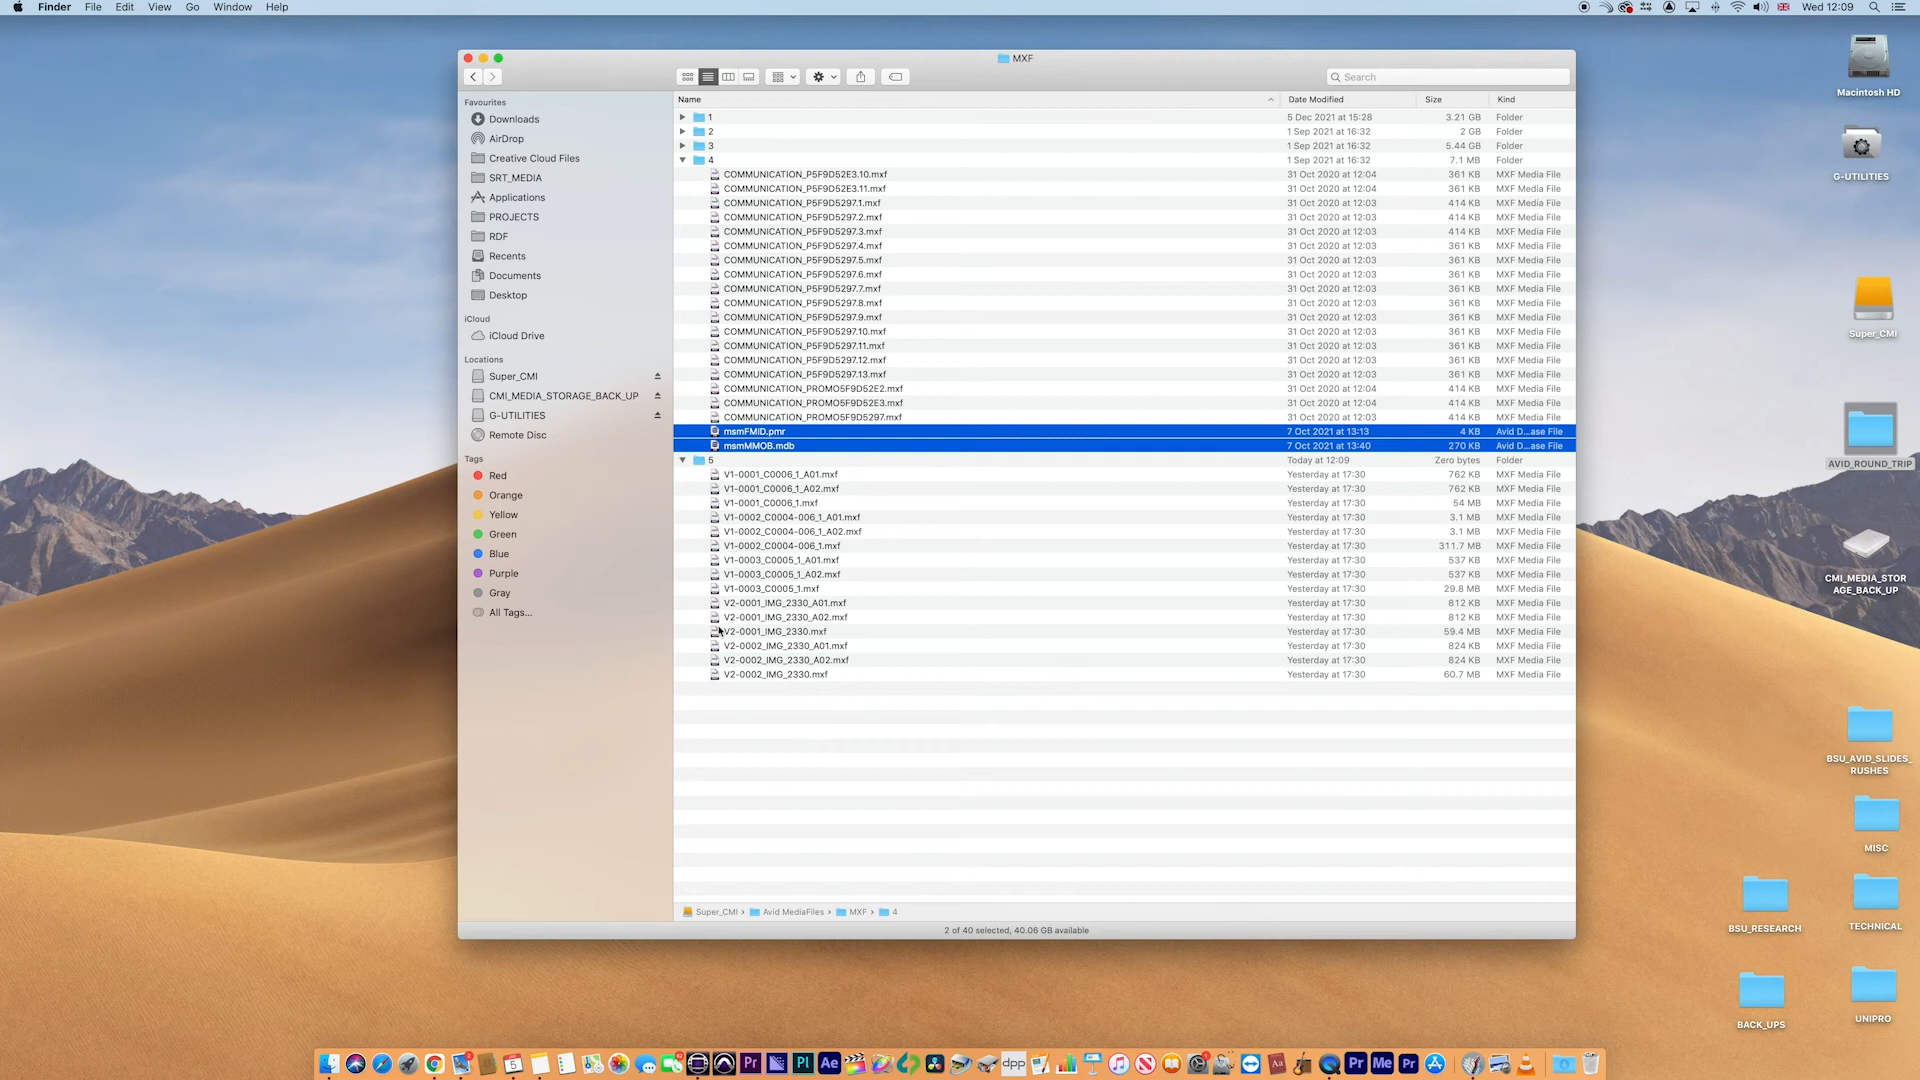 Finder File Edit View Go Window Help
Wed 12:09
MXF
Search
Favourites
Downloads
AirDrop
Creative Cloud Files
SRT_MEDIA
Applications
PROJECTS
RDF
Recents
Documents
Desktop
iCloud
iCloud Drive
Locations
Super_CMI
CMI_MEDIA_STORAGE_BACK_UP
G-UTILITIES
Remote Disc
Tags
Red
Orange
Yellow
Green
Blue
Purple
Gray
All Tags...
Name Date Modified Size Kind
1 5 Dec 2021 at 15:28 3.21 GB Folder
2 1 Sep 2021 at 16:32 2 GB Folder
3 1 Sep 2021 at 16:32 5.44 GB Folder
4 1 Sep 2021 at 16:32 7.1 MB Folder
COMMUNICATION_P5F9D52E3.10.mxf 31 Oct 2020 at 12:04 361 KB MXF Media File
COMMUNICATION_P5F9D52E3.11.mxf 31 Oct 2020 at 12:04 361 KB MXF Media File
COMMUNICATION_P5F9D5297.1.mxf 31 Oct 2020 at 12:03 414 KB MXF Media File
COMMUNICATION_P5F9D5297.2.mxf 31 Oct 2020 at 12:03 414 KB MXF Media File
COMMUNICATION_P5F9D5297.3.mxf 31 Oct 2020 at 12:03 414 KB MXF Media File
COMMUNICATION_P5F9D5297.4.mxf 31 Oct 2020 at 12:03 361 KB MXF Media File
COMMUNICATION_P5F9D5297.5.mxf 31 Oct 2020 at 12:03 361 KB MXF Media File
COMMUNICATION_P5F9D5297.6.mxf 31 Oct 2020 at 12:03 361 KB MXF Media File
COMMUNICATION_P5F9D5297.7.mxf 31 Oct 2020 at 12:03 361 KB MXF Media File
COMMUNICATION_P5F9D5297.8.mxf 31 Oct 2020 at 12:03 361 KB MXF Media File
COMMUNICATION_P5F9D5297.9.mxf 31 Oct 2020 at 12:03 361 KB MXF Media File
COMMUNICATION_P5F9D5297.10.mxf 31 Oct 2020 at 12:03 361 KB MXF Media File
COMMUNICATION_P5F9D5297.11.mxf 31 Oct 2020 at 12:03 361 KB MXF Media File
COMMUNICATION_P5F9D5297.12.mxf 31 Oct 2020 at 12:03 361 KB MXF Media File
COMMUNICATION_P5F9D5297.13.mxf 31 Oct 2020 at 12:03 361 KB MXF Media File
COMMUNICATION_PROMO5F9D52E2.mxf 31 Oct 2020 at 12:04 414 KB MXF Media File
COMMUNICATION_PROMO5F9D52E3.mxf 31 Oct 2020 at 12:04 414 KB MXF Media File
COMMUNICATION_PROMO5F9D5297.mxf 31 Oct 2020 at 12:03 414 KB MXF Media File
msmFMID.pmr 7 Oct 2021 at 13:13 4 KB Avid D...ase File
msmMMOB.mdb 7 Oct 2021 at 13:40 270 KB Avid D...ase File
5 Today at 12:09 Zero bytes Folder
V1-0001_C0006_1_A01.mxf Yesterday at 17:30 762 KB MXF Media File
V1-0001_C0006_1_A02.mxf Yesterday at 17:30 762 KB MXF Media File
V1-0001_C0006_1.mxf Yesterday at 17:30 54 MB MXF Media File
V1-0002_C0004-006_1_A01.mxf Yesterday at 17:30 3.1 MB MXF Media File
V1-0002_C0004-006_1_A02.mxf Yesterday at 17:30 3.1 MB MXF Media File
V1-0002_C0004-006_1.mxf Yesterday at 17:30 311.7 MB MXF Media File
V1-0003_C0005_1_A01.mxf Yesterday at 17:30 537 KB MXF Media File
V1-0003_C0005_1_A02.mxf Yesterday at 17:30 537 KB MXF Media File
V1-0003_C0005_1.mxf Yesterday at 17:30 29.8 MB MXF Media File
V2-0001_IMG_2330_A01.mxf Yesterday at 17:30 812 KB MXF Media File
V2-0001_IMG_2330_A02.mxf Yesterday at 17:30 812 KB MXF Media File
V2-0001_IMG_2330.mxf Yesterday at 17:30 59.4 MB MXF Media File
V2-0002_IMG_2330_A01.mxf Yesterday at 17:30 824 KB MXF Media File
V2-0002_IMG_2330_A02.mxf Yesterday at 17:30 824 KB MXF Media File
V2-0002_IMG_2330.mxf Yesterday at 17:30 60.7 MB MXF Media File
Super_CMI › Avid MediaFiles › MXF › 4
2 of 40 selected, 40.06 GB available
Macintosh HD
G-UTILITIES
Super_CMI
AVID_ROUND_TRIP
CMI_MEDIA_STOR
AGE_BACK_UP
BSU_AVID_SLIDES_
RUSHES
MISC
BSU_RESEARCH
TECHNICAL
BACK_UPS
UNIPRO
5 Pr Pl Ae dpp Aa Pr Me Pr